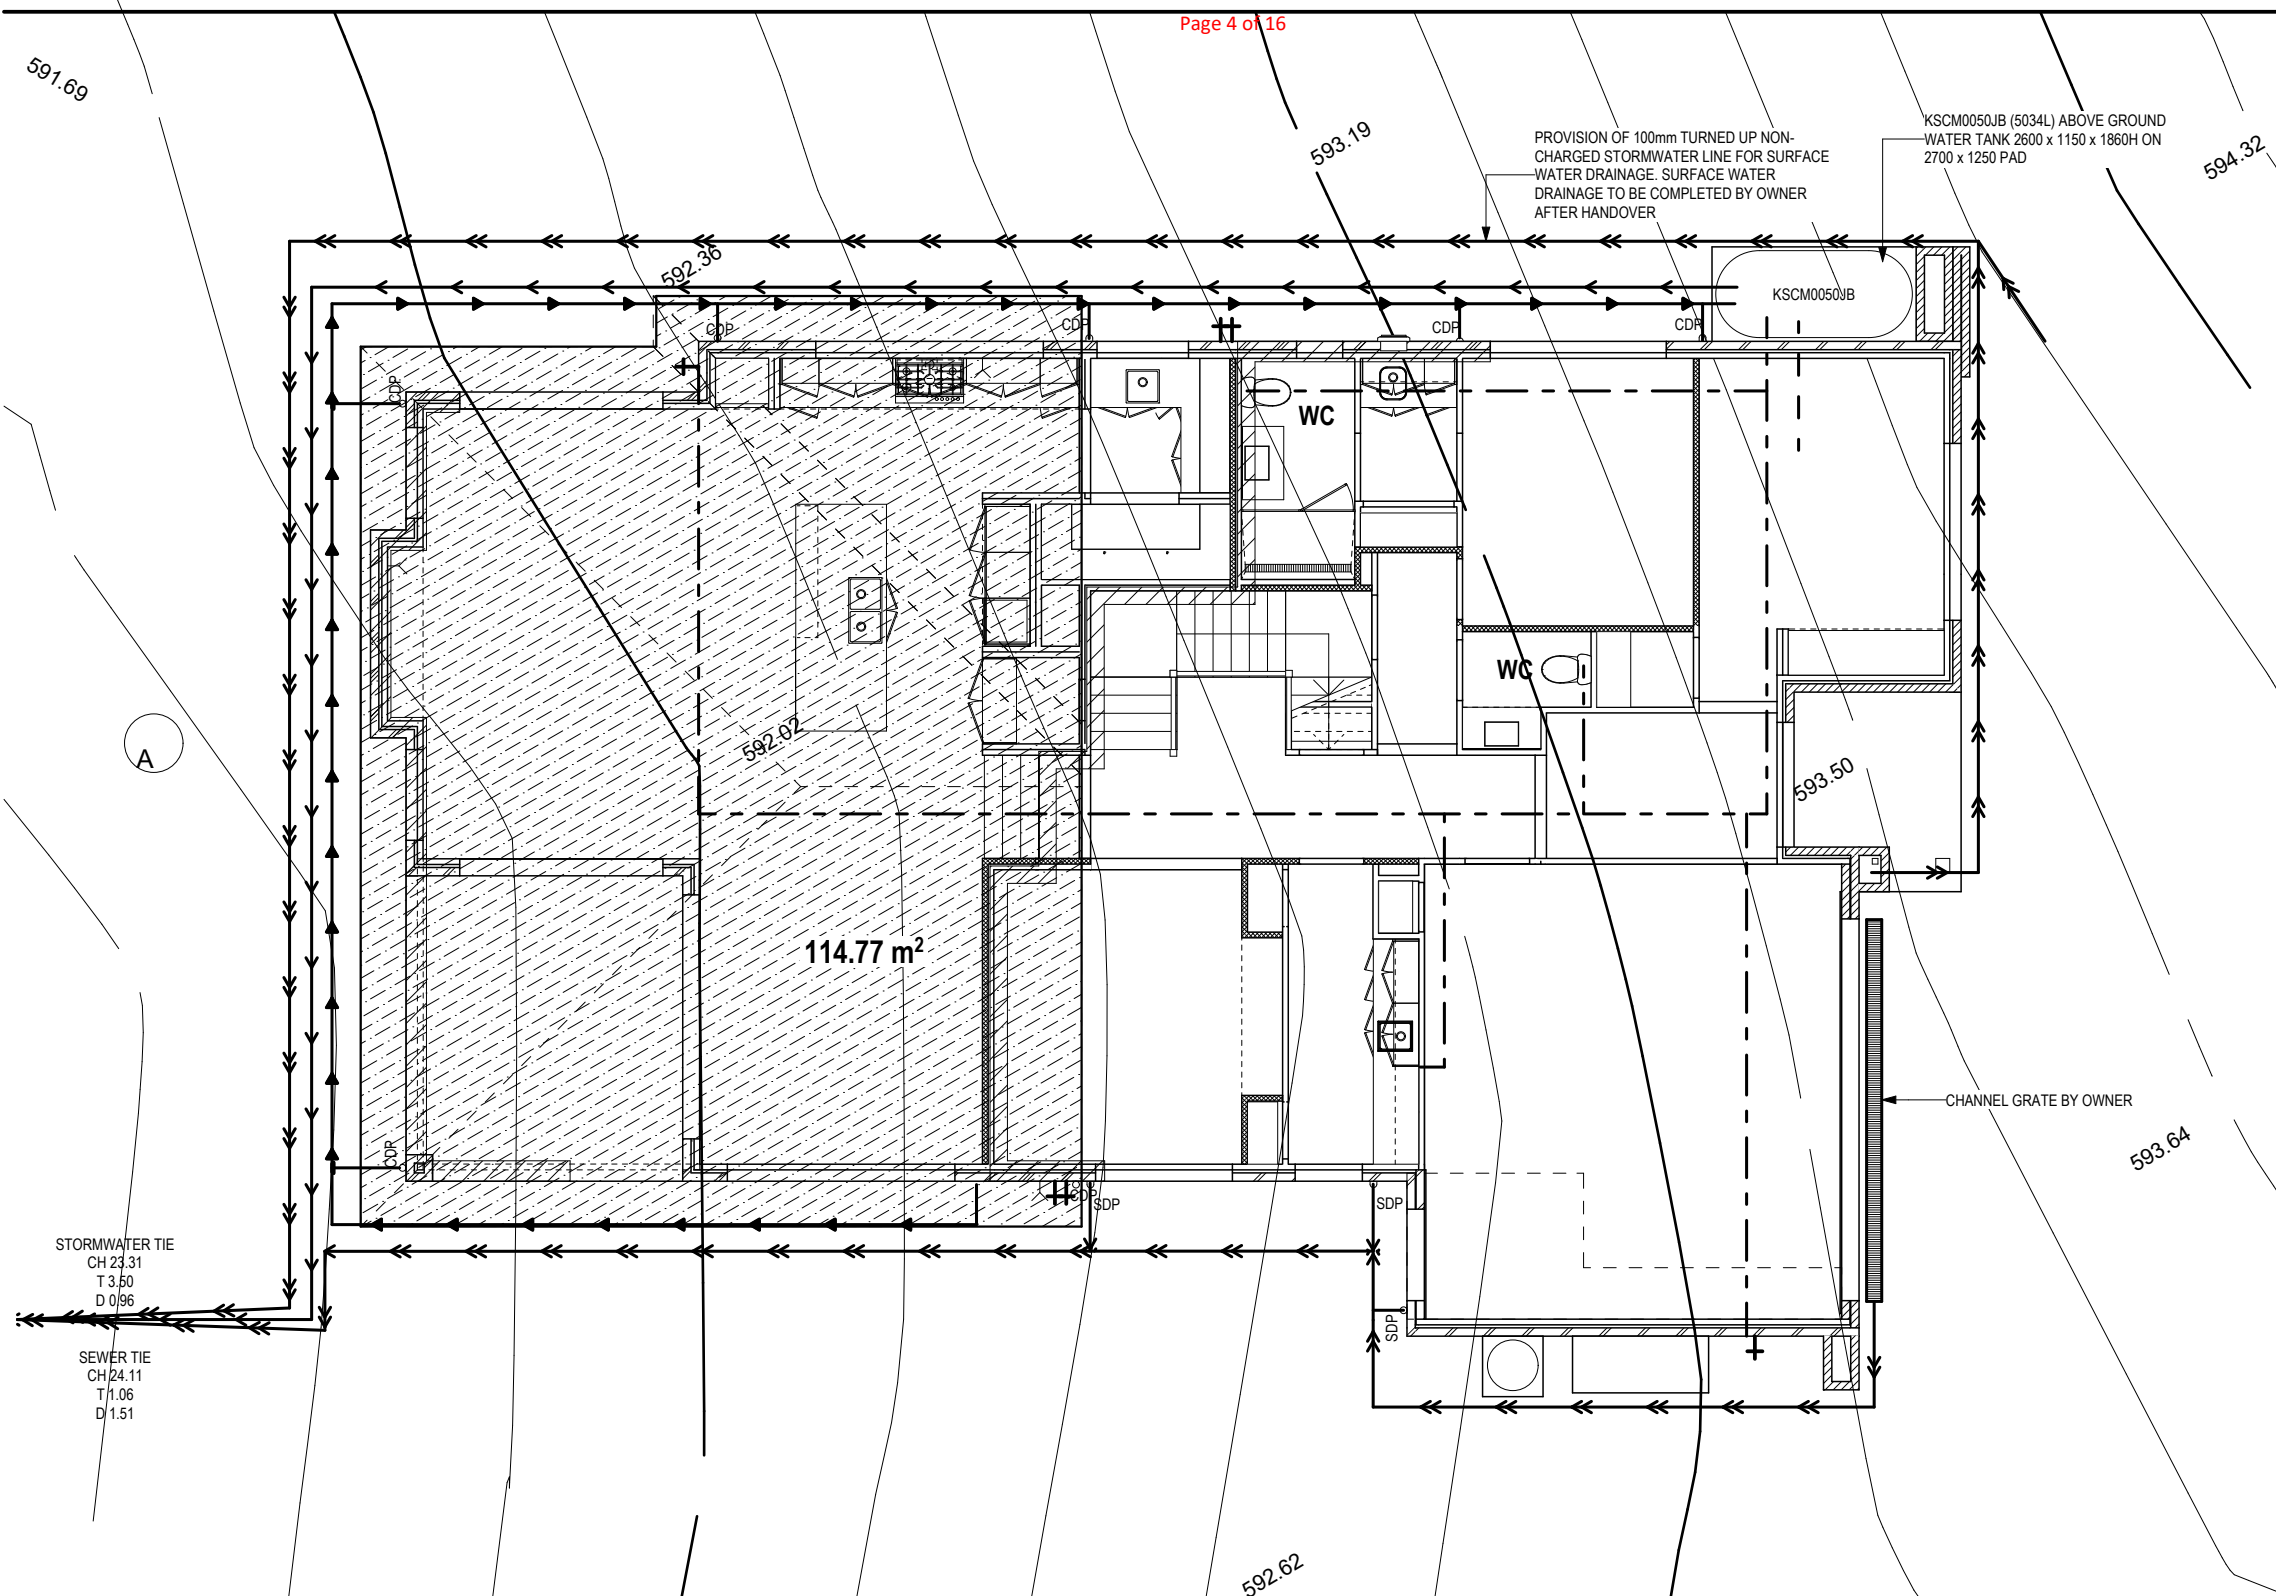 Page 4 of 16
591.69
593.19
PROVISION OF 100mm TURNED UP NON-
CHARGED STORMWATER LINE FOR SURFACE
WATER DRAINAGE. SURFACE WATER
DRAINAGE TO BE COMPLETED BY OWNER
AFTER HANDOVER
KSCM0050JB (5034L) ABOVE GROUND
WATER TANK 2600 x 1150 x 1860H ON
2700 x 1250 PAD
594.32
592.36
KSCM0050JB
CDP
CDP
CDP
CDP
CDP
WC
WC
592.02
A
593.50
114.77 m²
CHANNEL GRATE BY OWNER
593.64
CDP
CDP
SDP
SDP
SDP
STORMWATER TIE
CH 23.31
T 3.50
D 0.96
SEWER TIE
CH 24.11
T 1.06
D 1.51
592.62